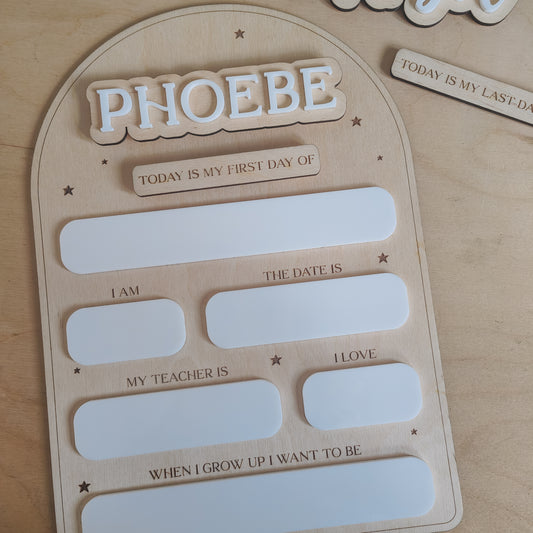 PHOEBE
TODAY IS MY LAST DA
TODAY IS MY FIRST DAY OF
I AM
THE DATE IS
MY TEACHER IS
I LOVE
WHEN I GROW UP I WANT TO BE